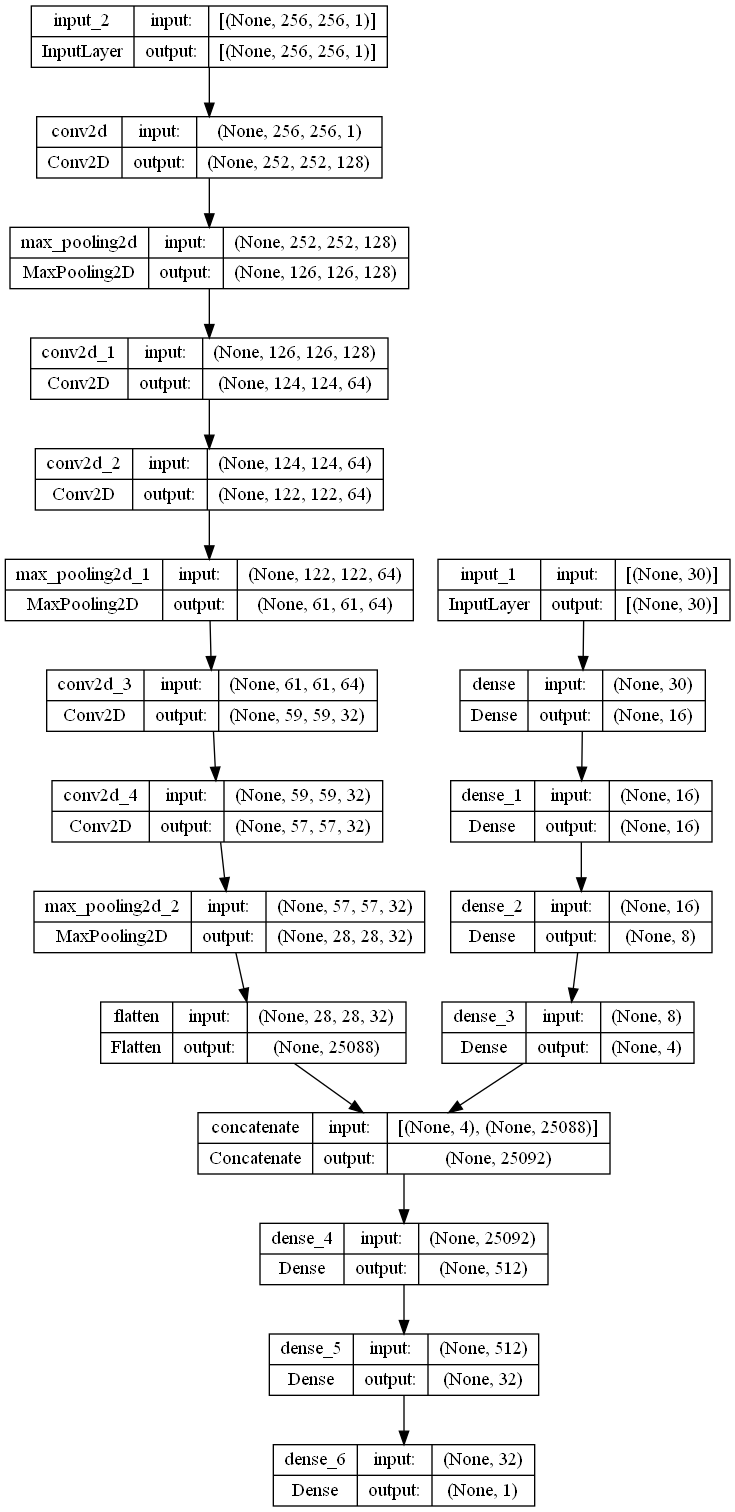 input_2 input: [(None, 256, 256, 1)]
InputLayer output: [(None, 256, 256, 1)]
conv2d input: (None, 256, 256, 1)
Conv2D output: (None, 252, 252, 128)
max_pooling2d input: (None, 252, 252, 128)
MaxPooling2D output: (None, 126, 126, 128)
conv2d_1 input: (None, 126, 126, 128)
Conv2D output: (None, 124, 124, 64)
conv2d_2 input: (None, 124, 124, 64)
Conv2D output: (None, 122, 122, 64)
max_pooling2d_1 input: (None, 122, 122, 64)
MaxPooling2D output: (None, 61, 61, 64)
input_1 input: [(None, 30)]
InputLayer output: [(None, 30)]
conv2d_3 input: (None, 61, 61, 64)
Conv2D output: (None, 59, 59, 32)
dense input: (None, 30)
Dense output: (None, 16)
conv2d_4 input: (None, 59, 59, 32)
Conv2D output: (None, 57, 57, 32)
dense_1 input: (None, 16)
Dense output: (None, 16)
max_pooling2d_2 input: (None, 57, 57, 32)
MaxPooling2D output: (None, 28, 28, 32)
dense_2 input: (None, 16)
Dense output: (None, 8)
flatten input: (None, 28, 28, 32)
Flatten output: (None, 25088)
dense_3 input: (None, 8)
Dense output: (None, 4)
concatenate input: [(None, 4), (None, 25088)]
Concatenate output: (None, 25092)
dense_4 input: (None, 25092)
Dense output: (None, 512)
dense_5 input: (None, 512)
Dense output: (None, 32)
dense_6 input: (None, 32)
Dense output: (None, 1)